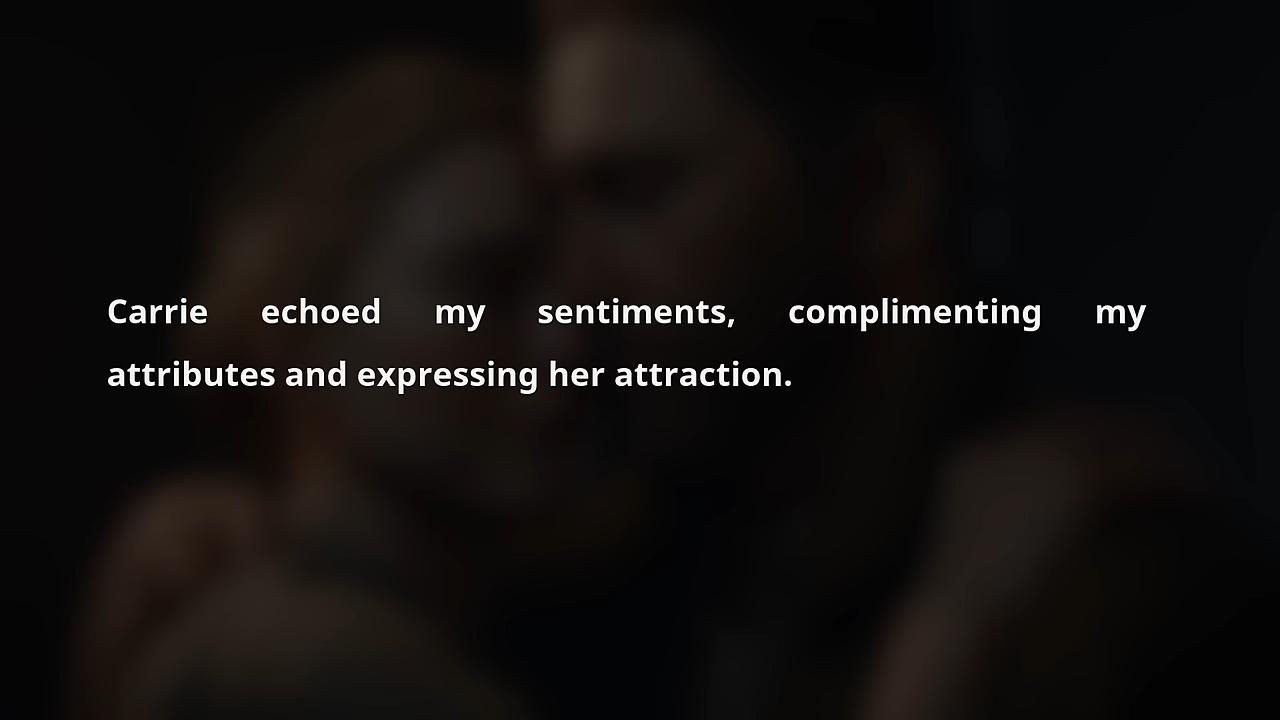 Carrie echoed my sentiments, complimenting my
attributes and expressing her attraction.